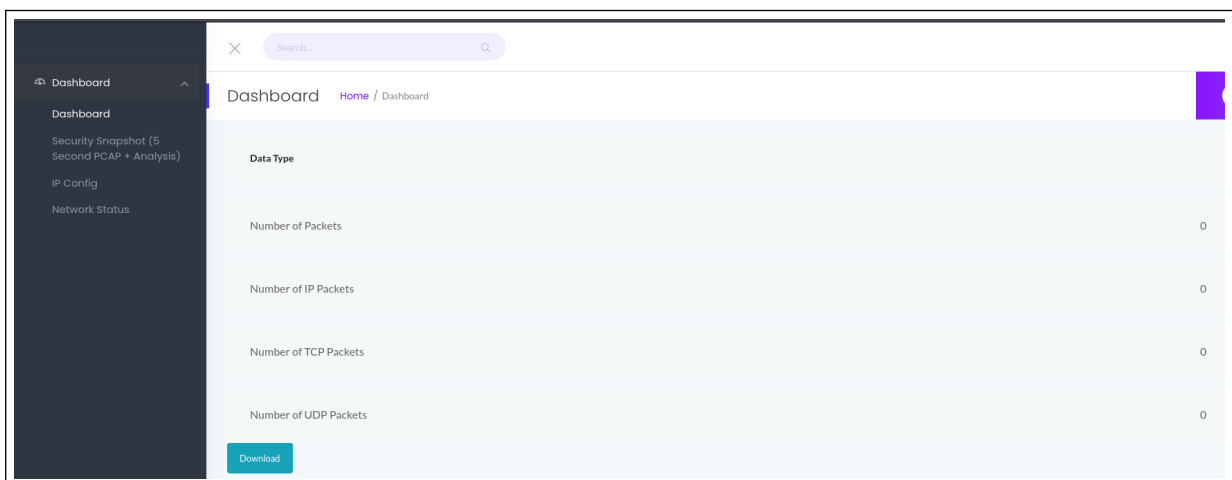 Search...
Dashboard
Dashboard Home / Dashboard
Dashboard
Security Snapshot (5
Second PCAP + Analysis)
IP Config
Network Status
Data Type
Number of Packets 0
Number of IP Packets 0
Number of TCP Packets 0
Number of UDP Packets 0
Download